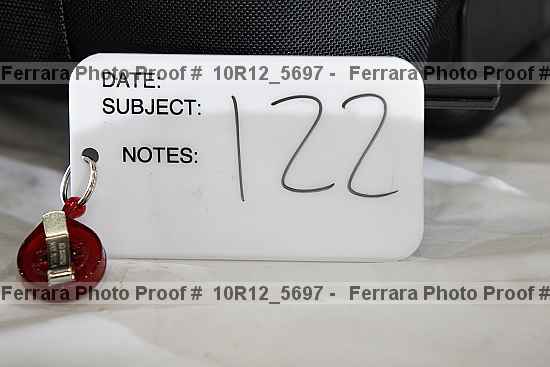 Ferrara Photo Proof # 10R12_5697 - Ferrara Photo Proof #
DATE:
SUBJECT: 122
NOTES:
Ferrara Photo Proof # 10R12_5697 - Ferrara Photo Proof #